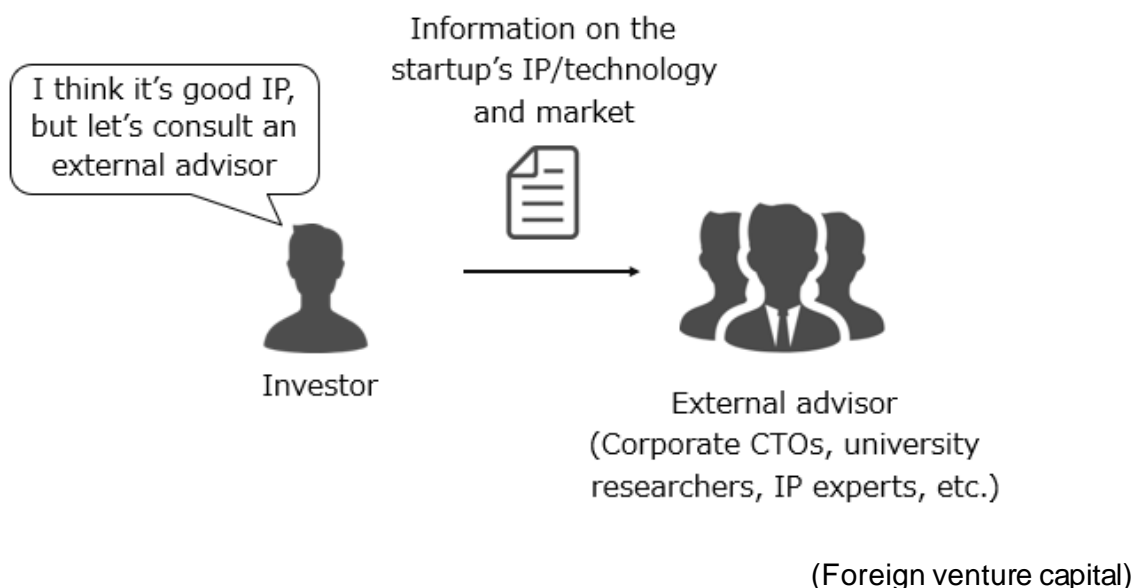 Information on the
startup's IP/technology
and market
I think it's good IP,
but let's consult an
external advisor
Investor
External advisor
(Corporate CTOs, university
researchers, IP experts, etc.)
(Foreign venture capital)